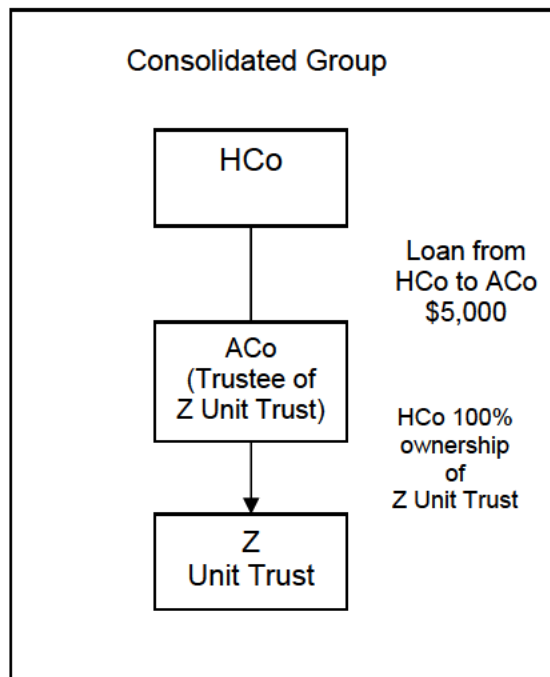 Consolidated Group
HCo
Loan from
HCo to ACo
$5,000
ACo
(Trustee of
Z Unit Trust)
HCo 100%
ownership
of
Z Unit Trust
Z
Unit Trust